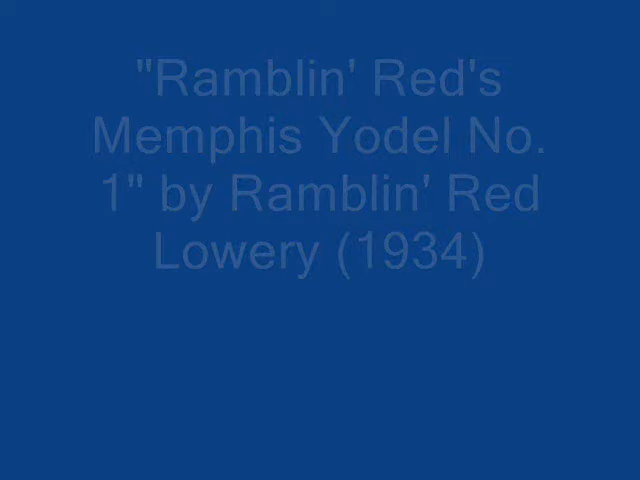 "Ramblin' Red's
Memphis Yodel No.
1" by Ramblin' Red
Lowery (1934)